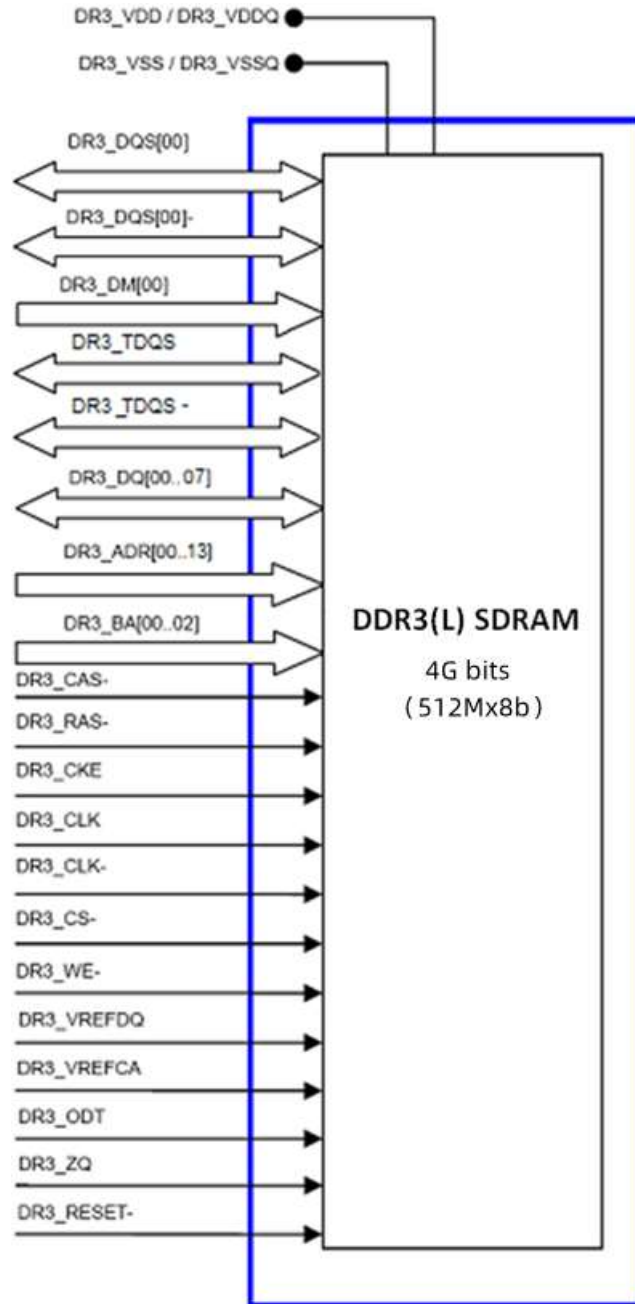 DR3_VDD / DR3_VDDQ
DR3_VSS / DR3_VSSQ
DR3_DQS[00]
DR3_DQS[00]-
DR3_DM[00]
DR3_TDQS
DR3_TDQS -
DR3_DQ[00..07]
DR3_ADR[00..13]
DR3_BA[00..02]
DR3_CAS-
DR3_RAS-
DR3_CKE
DR3_CLK
DR3_CLK-
DR3_CS-
DR3_WE-
DR3_VREFDQ
DR3_VREFCA
DR3_ODT
DR3_ZQ
DR3_RESET-
DDR3(L) SDRAM
4G bits
(512Mx8b)